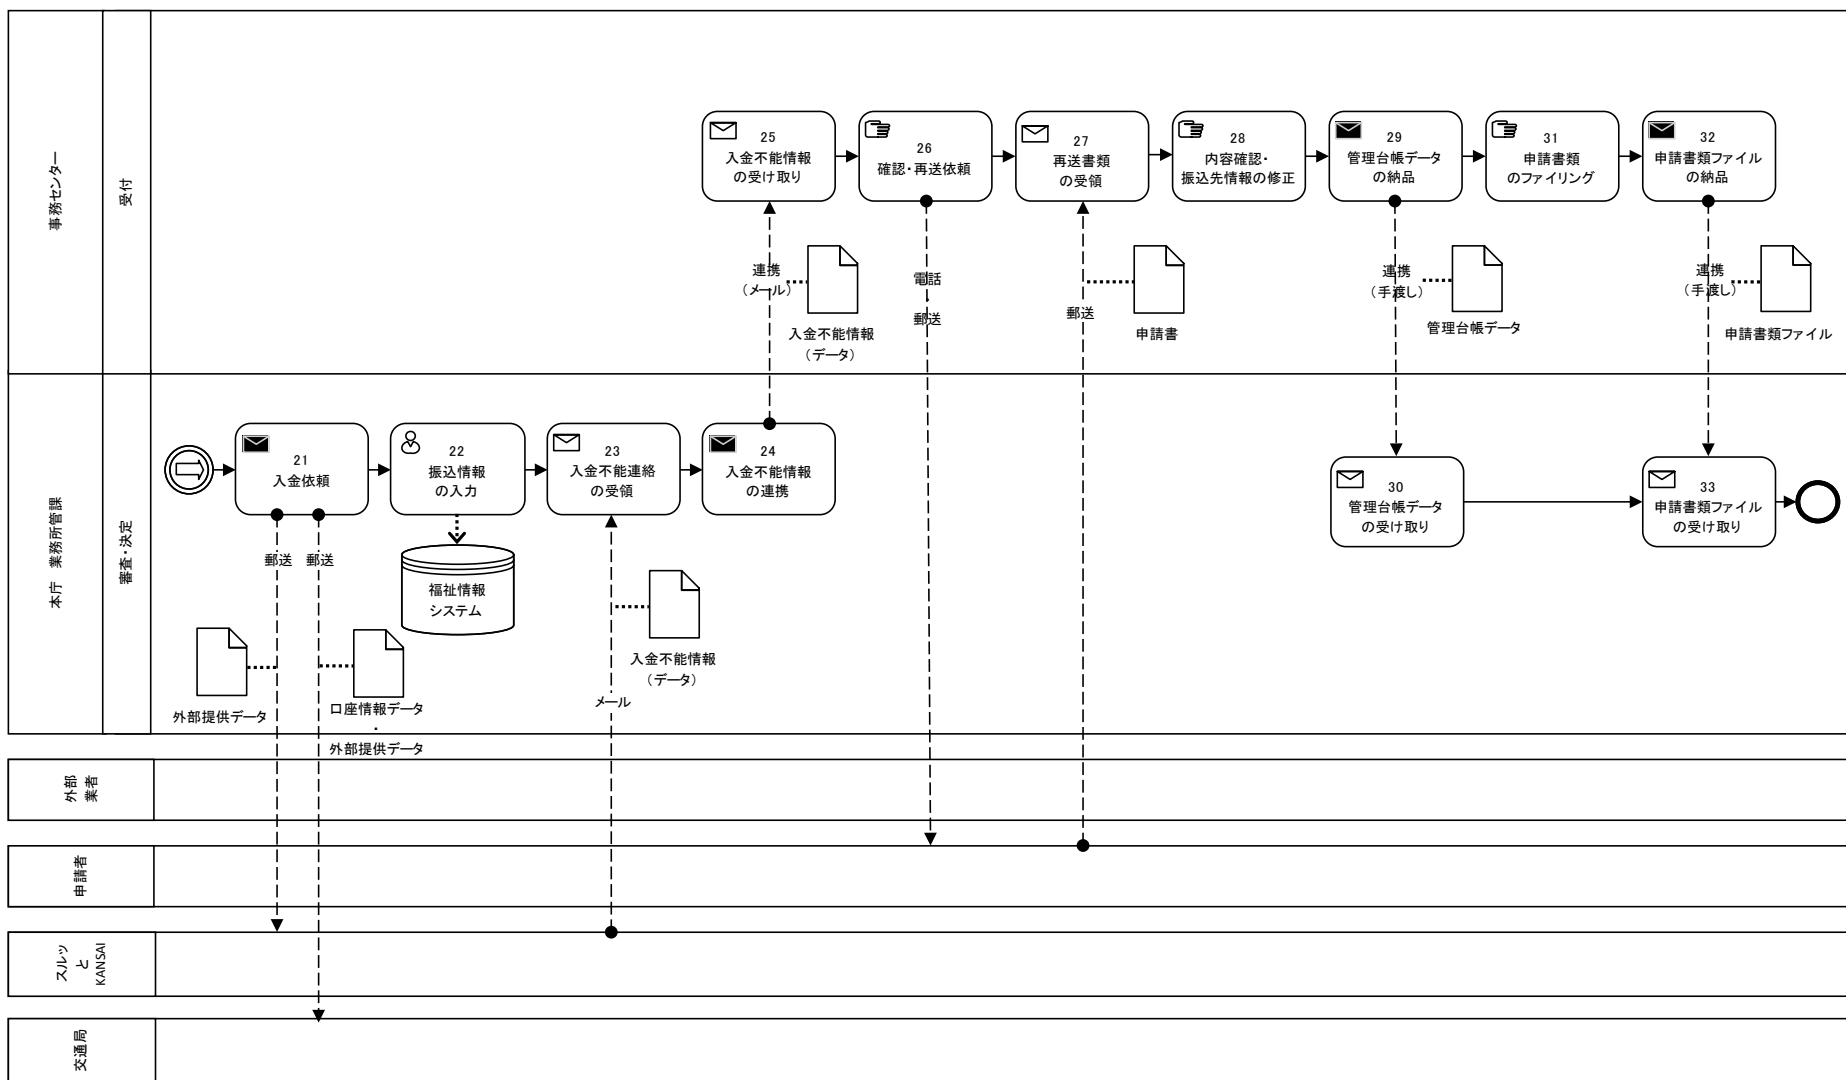 事務センター
受付
25
入金不能情報
の受け取り
26
確認・再送依頼
27
再送書類
の受領
28
内容確認・
振込先情報の修正
29
管理台帳データ
の納品
31
申請書類
のファイリング
32
申請書類ファイル
の納品
連携
（メール）
入金不能情報
（データ）
電話
・
郵送
郵送
申請書
連携
（手渡し）
管理台帳データ
連携
（手渡し）
申請書類ファイル
本庁　業務所管課
審査・決定
21
入金依頼
22
振込情報
の入力
23
入金不能連絡
の受領
24
入金不能情報
の連携
30
管理台帳データ
の受け取り
33
申請書類ファイル
の受け取り
郵送
郵送
福祉情報
システム
外部提供データ
口座情報データ
・
外部提供データ
入金不能情報
（データ）
メール
外部
業者
申請者
スルッ
と
KANSAI
交通局